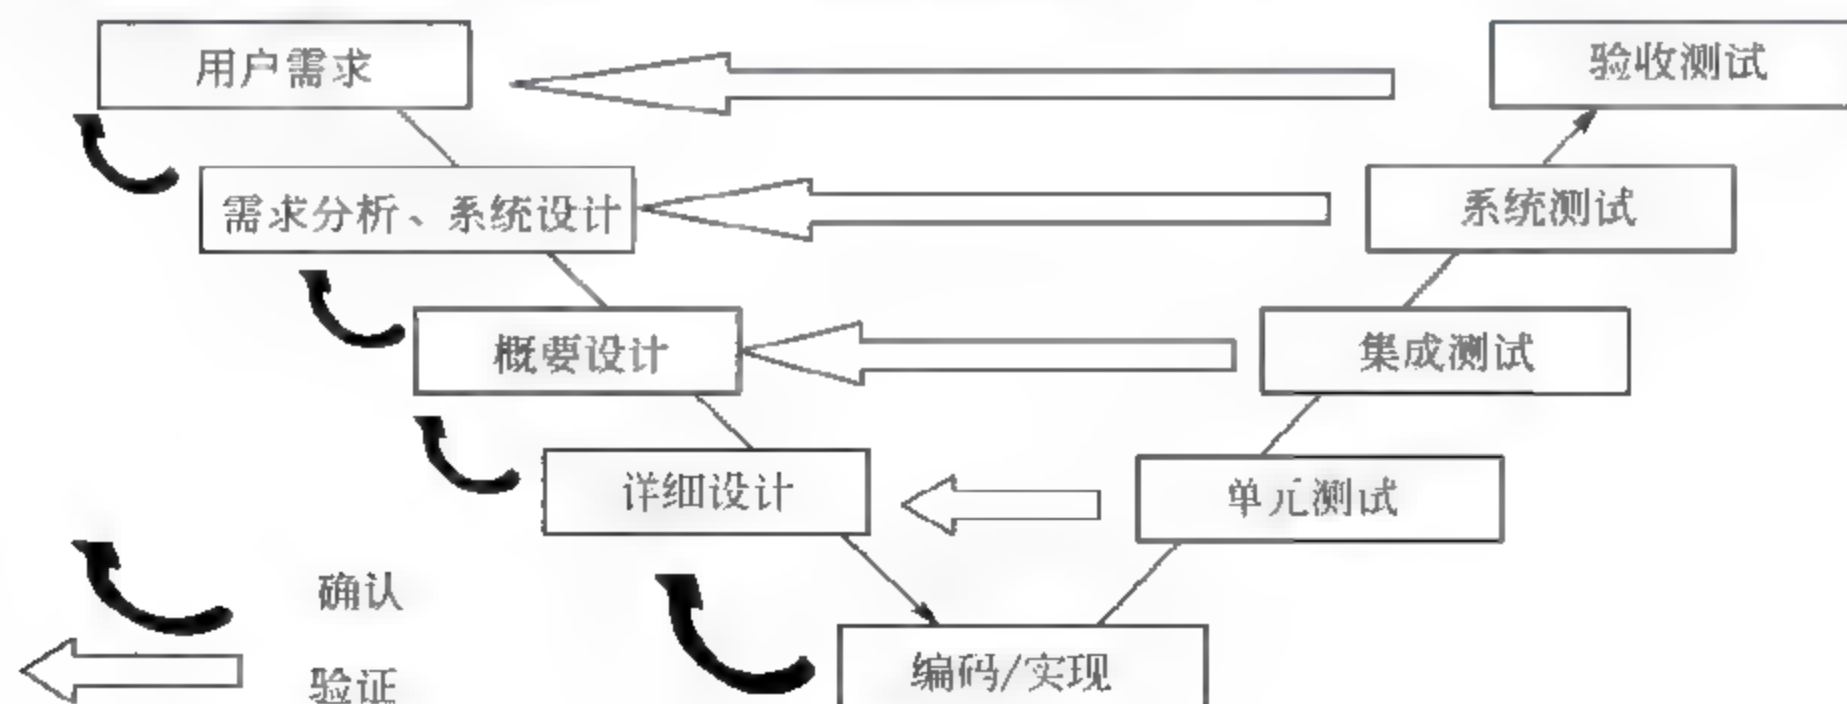 用户需求
验收测试
需求分析、系统设计
系统测试
概要设计
集成测试
详细设计
单元测试
确认
编码/实现
验证